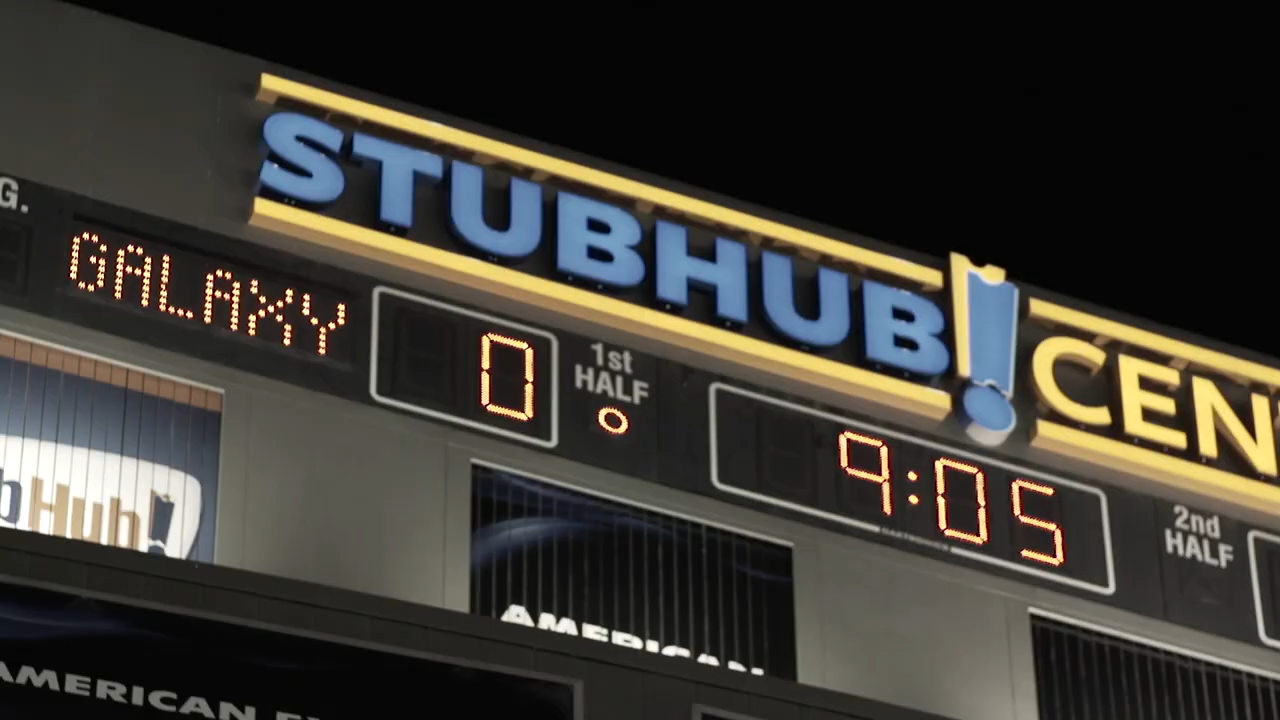 STUBHUB! CEN
G.
GALAXY 0 1st HALF 9:05 2nd HALF
bHub!
AMERICAN
AMERICAN